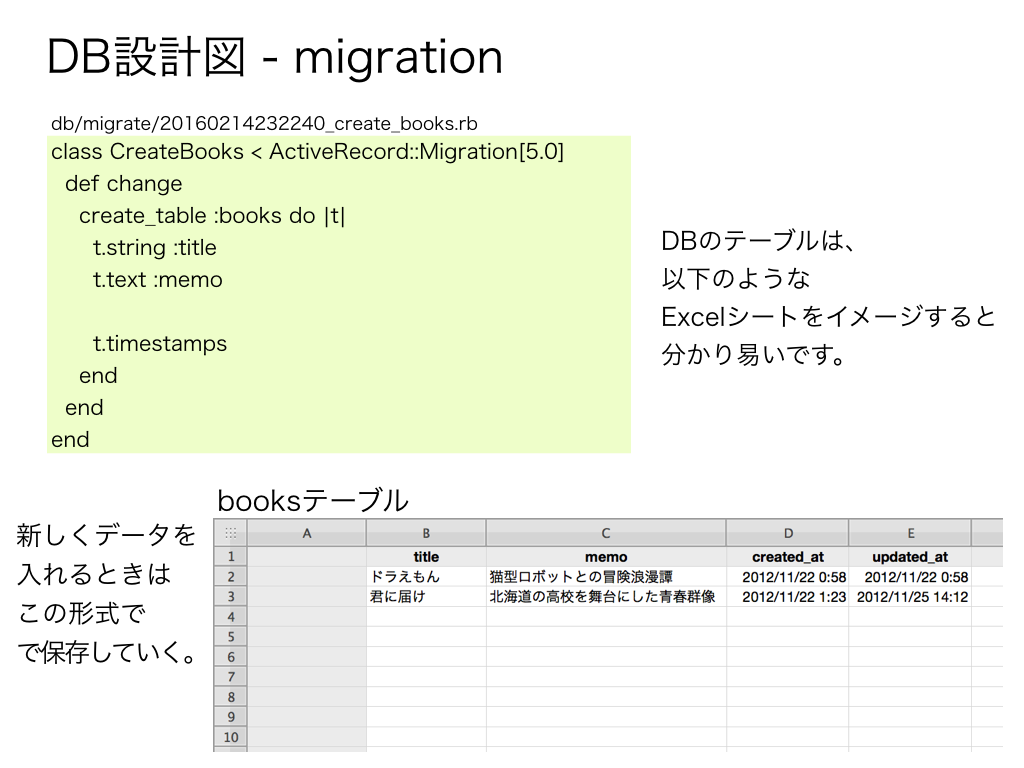 DB設計図 - migration
db/migrate/20160214232240_create_books.rb
class CreateBooks < ActiveRecord::Migration[5.0]
def change
create_table :books do |t|
t.string :title
t.text :memo
t.timestamps
end
end
end
DBのテーブルは、
以下のような
Excelシートをイメージすると
分かり易いです。
booksテーブル
新しくデータを
入れるときは
この形式で
で保存していく。
A B C D E
1 title memo created_at updated_at
2 ドラえもん 猫型ロボットとの冒険浪漫譚 2012/11/22 0:58 2012/11/22 0:58
3 君に届け 北海道の高校を舞台にした青春群像 2012/11/22 1:23 2012/11/25 14:12
4
5
6
7
8
9
10